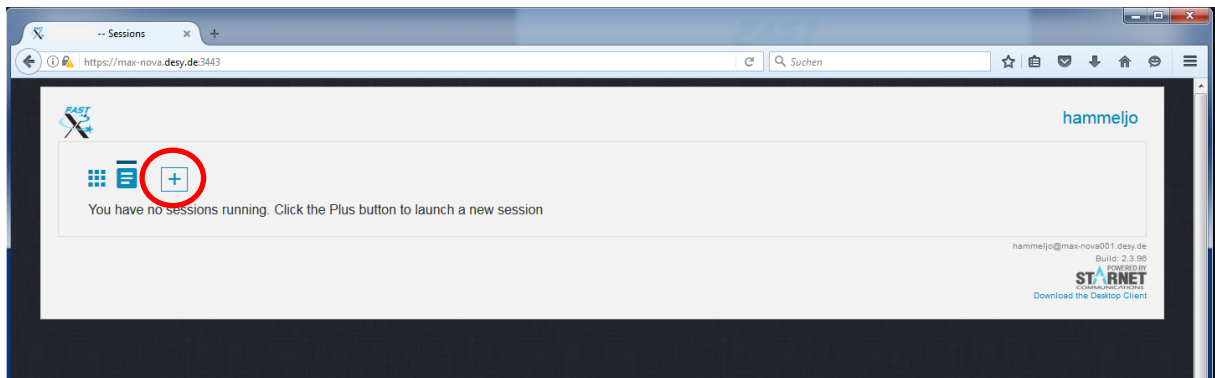 -- Sessions
https://max-nova.desy.de:3443
Suchen
FAST
X
hammeljo
You have no sessions running. Click the Plus button to launch a new session
hammeljo@max-nova001.desy.de
Build: 2.3.96
POWERED BY
STARNET
COMMUNICATIONS
Download the Desktop Client